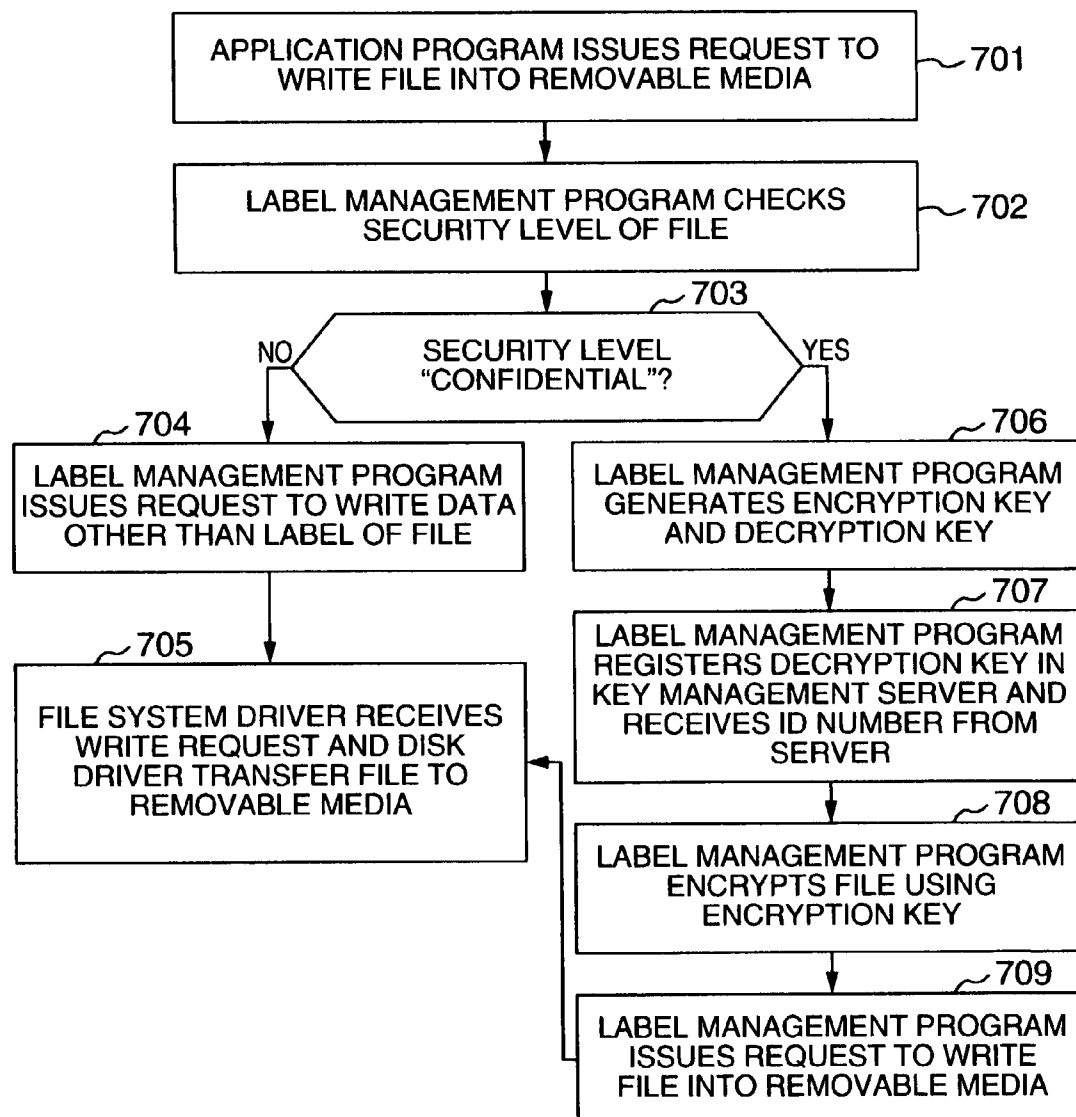 APPLICATION PROGRAM ISSUES REQUEST TO
WRITE FILE INTO REMOVABLE MEDIA
701
LABEL MANAGEMENT PROGRAM CHECKS
SECURITY LEVEL OF FILE
702
703
NO
SECURITY LEVEL
"CONFIDENTIAL"?
YES
704
LABEL MANAGEMENT PROGRAM
ISSUES REQUEST TO WRITE DATA
OTHER THAN LABEL OF FILE
705
FILE SYSTEM DRIVER RECEIVES
WRITE REQUEST AND DISK
DRIVER TRANSFER FILE TO
REMOVABLE MEDIA
706
LABEL MANAGEMENT PROGRAM
GENERATES ENCRYPTION KEY
AND DECRYPTION KEY
707
LABEL MANAGEMENT PROGRAM
REGISTERS DECRYPTION KEY IN
KEY MANAGEMENT SERVER AND
RECEIVES ID NUMBER FROM
SERVER
708
LABEL MANAGEMENT PROGRAM
ENCRYPTS FILE USING
ENCRYPTION KEY
709
LABEL MANAGEMENT PROGRAM
ISSUES REQUEST TO WRITE
FILE INTO REMOVABLE MEDIA